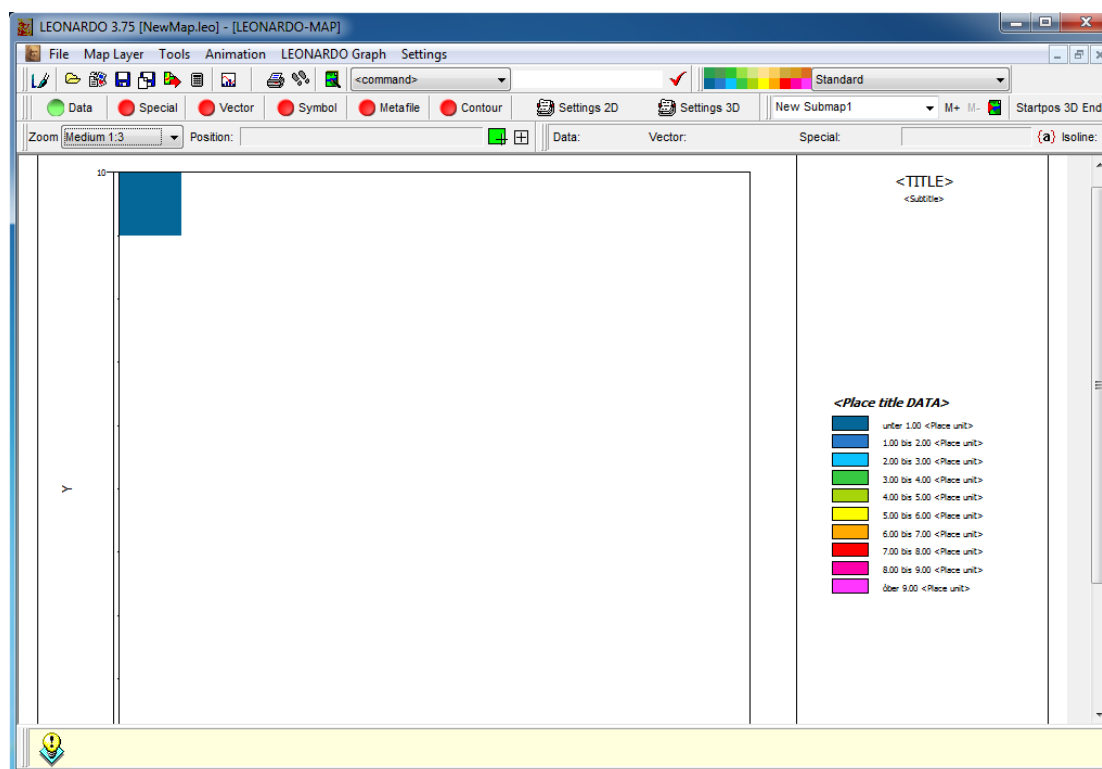 LEONARDO 3.75 [NewMap.leo] - [LEONARDO-MAP]
File Map Layer Tools Animation LEONARDO Graph Settings
<command> Standard
Data Special Vector Symbol Metafile Contour Settings 2D Settings 3D New Submap1 M+ M- Startpos 3D End
Zoom Medium 1:3 Position: Data: Vector: Special: {a} Isoline:
10
<TITLE>
<Subtitle>
Y
<Place title DATA>
unter 1.00 <Place unit>
1.00 bis 2.00 <Place unit>
2.00 bis 3.00 <Place unit>
3.00 bis 4.00 <Place unit>
4.00 bis 5.00 <Place unit>
5.00 bis 6.00 <Place unit>
6.00 bis 7.00 <Place unit>
7.00 bis 8.00 <Place unit>
8.00 bis 9.00 <Place unit>
òber 9.00 <Place unit>